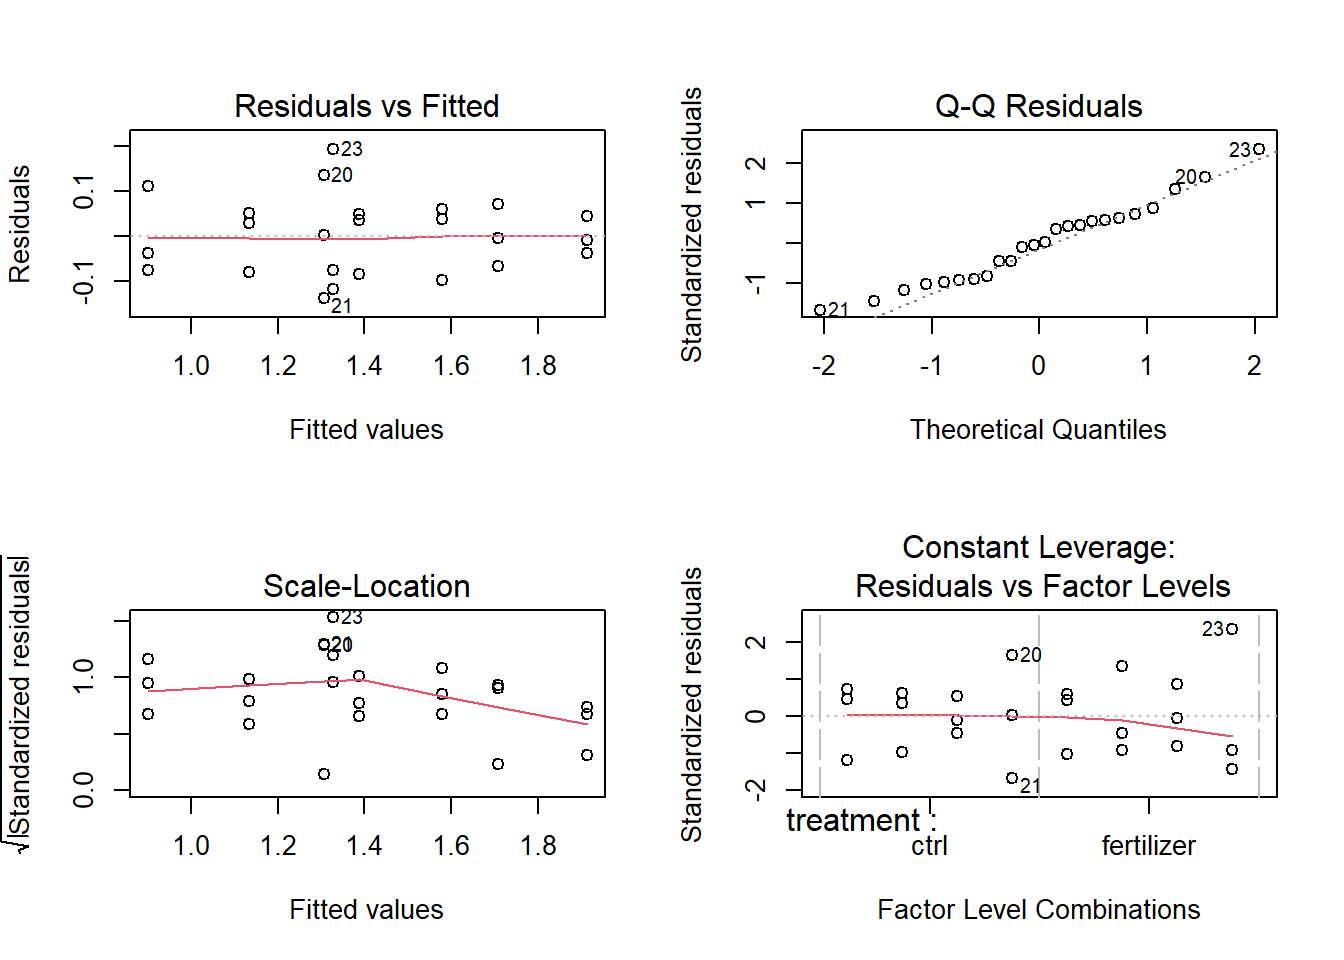 Residuals vs Fitted
Residuals
0.1
-0.1
23
20
21
1.0 1.2 1.4 1.6 1.8
Fitted values
Q-Q Residuals
Standardized residuals
2
1
-1
23
20
21
-2 -1 0 1 2
Theoretical Quantiles
Scale-Location
√|Standardized residuals|
1.0
0.0
23
21
20
1.0 1.2 1.4 1.6 1.8
Fitted values
Constant Leverage:
Residuals vs Factor Levels
Standardized residuals
2
0
-2
23
20
21
treatment :
ctrl fertilizer
Factor Level Combinations